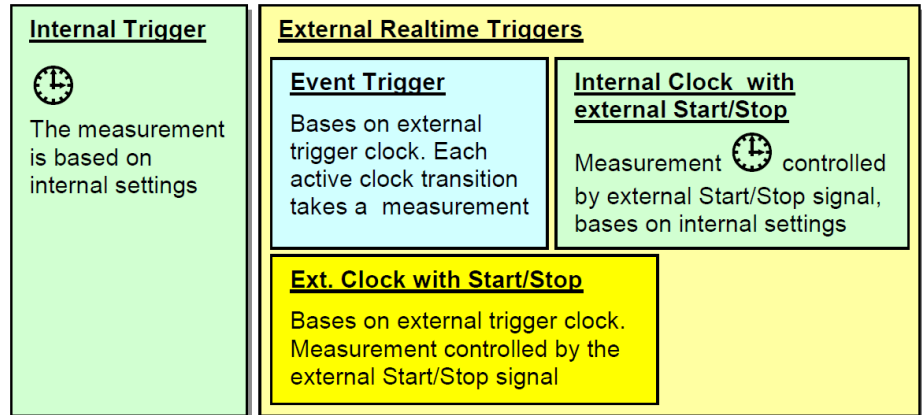 Internal Trigger
The measurement
is based on
internal settings
External Realtime Triggers
Event Trigger
Bases on external
trigger clock. Each
active clock transition
takes a measurement
Internal Clock with
external Start/Stop
Measurement controlled
by external Start/Stop signal,
bases on internal settings
Ext. Clock with Start/Stop
Bases on external trigger clock.
Measurement controlled by the
external Start/Stop signal